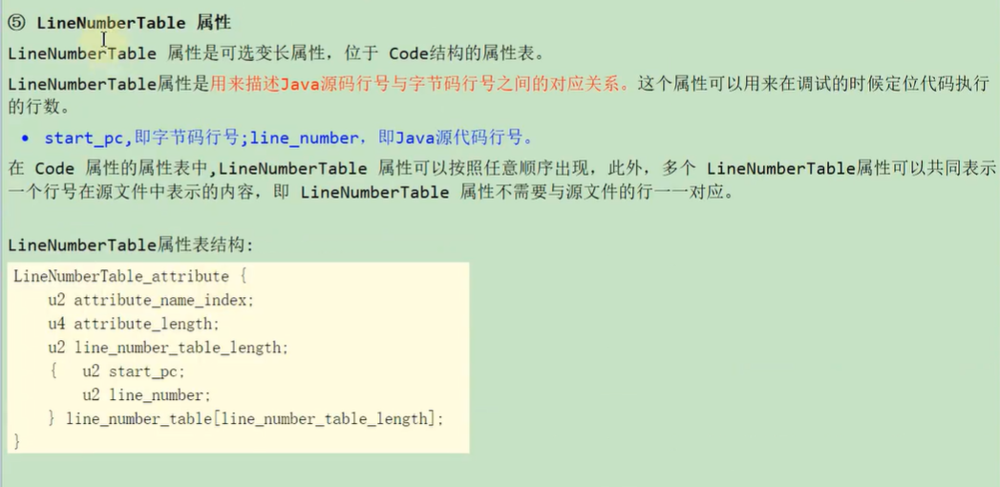 ⑤ LineNumberTable 属性
LineNumberTable 属性是可选变长属性，位于 Code结构的属性表。
LineNumberTable属性是用来描述Java源码行号与字节码行号之间的对应关系。这个属性可以用来在调试的时候定位代码执行
的行数。
• start_pc,即字节码行号;line_number，即Java源代码行号。
在 Code 属性的属性表中,LineNumberTable 属性可以按照任意顺序出现，此外，多个 LineNumberTable属性可以共同表示
一个行号在源文件中表示的内容，即 LineNumberTable 属性不需要与源文件的行一一对应。
LineNumberTable属性表结构:
LineNumberTable_attribute {
u2 attribute_name_index;
u4 attribute_length;
u2 line_number_table_length;
{ u2 start_pc;
u2 line_number;
} line_number_table[line_number_table_length];
}